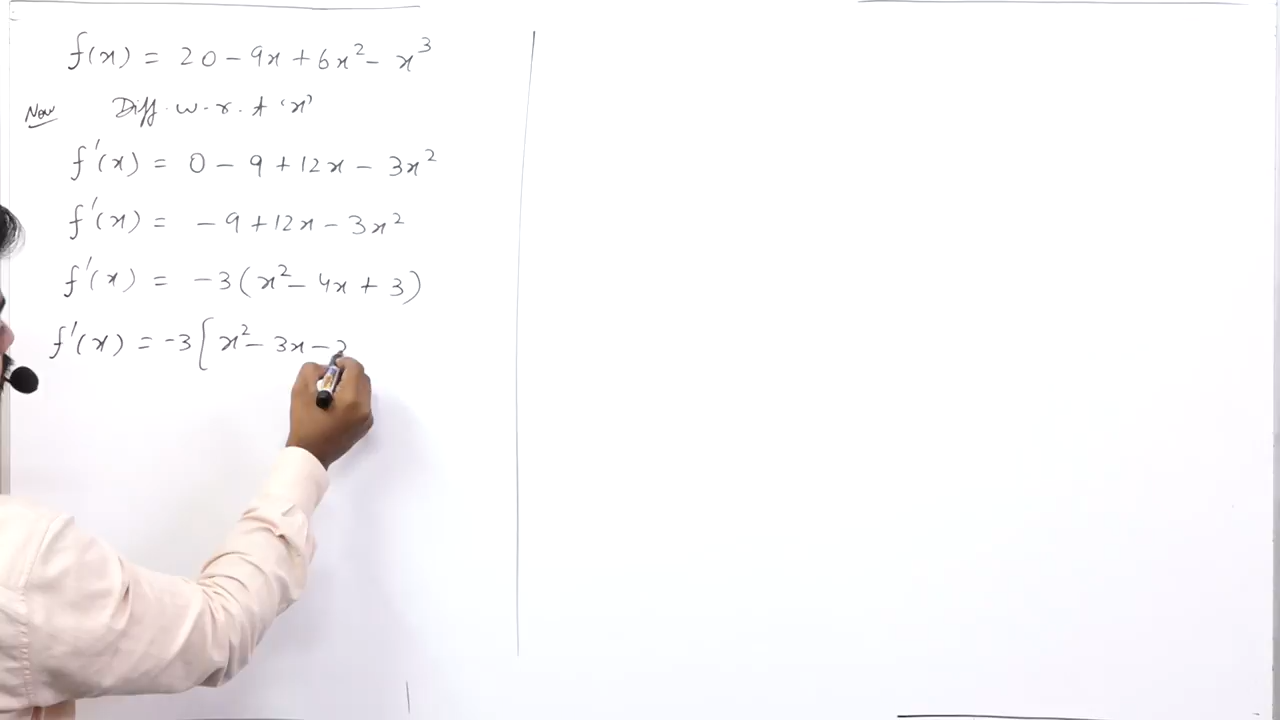 f(x) = 20 - 9x + 6x² - x³
Now Diff. w.r.t 'x'
f'(x) = 0 - 9 + 12x - 3x²
f'(x) = - 9 + 12x - 3x²
f'(x) = -3(x² - 4x + 3)
f'(x) = -3[x² - 3x -